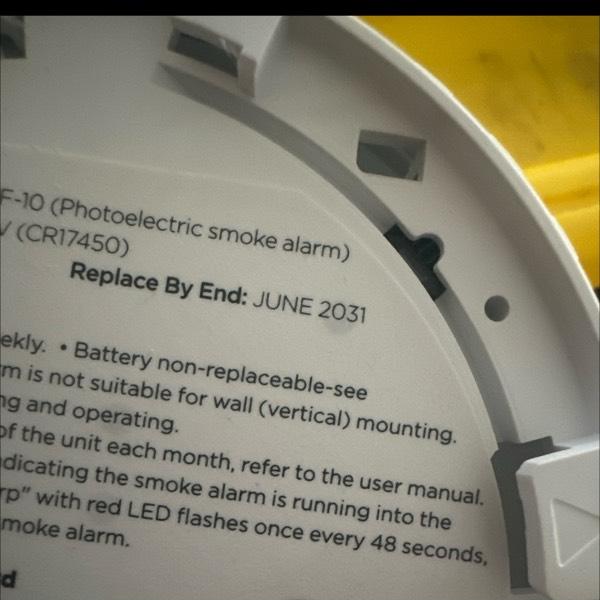 F-10 (Photoelectric smoke alarm)
(CR17450)
Replace By End: JUNE 2031
ekly. • Battery non-replaceable-see
m is not suitable for wall (vertical) mounting.
ng and operating.
of the unit each month, refer to the user manual.
dicating the smoke alarm is running into the
rp" with red LED flashes once every 48 seconds,
moke alarm.
d